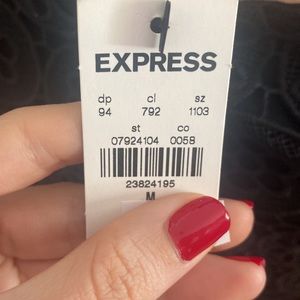 EXPRESS
dp cl sz
94 792 1103
st co
07924104 0058
23824195
M